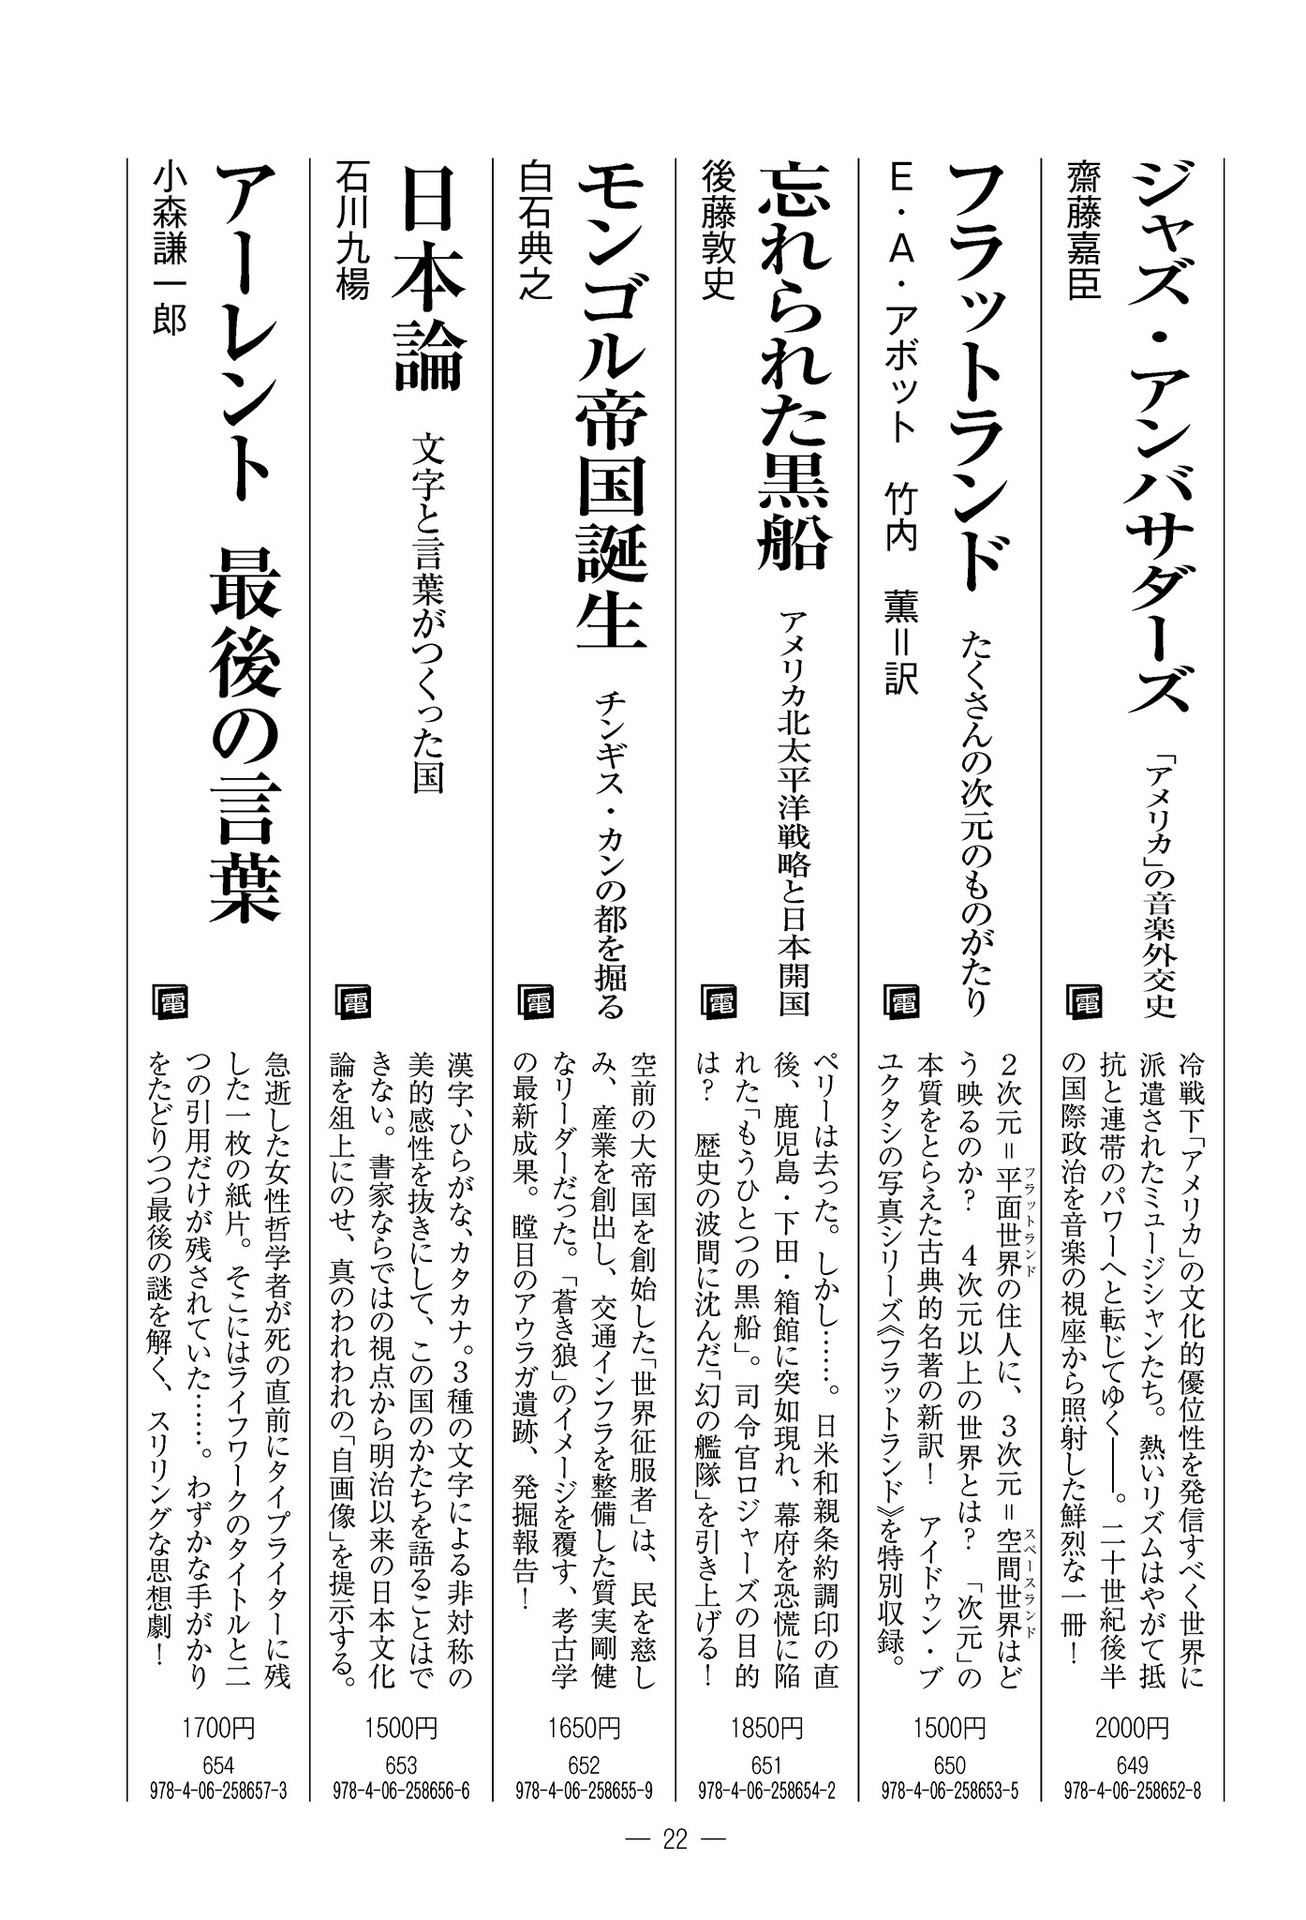 ジャズ・アンバサダーズ　「アメリカ」の音楽外交史
齋藤嘉臣
電
冷戦下「アメリカ」の文化的優位性を発信すべく世界に
派遣されたミュージシャンたち。熱いリズムはやがて抵
抗と連帯のパワーへと転じてゆく――。二十世紀後半
の国際政治を音楽の視座から照射した鮮烈な一冊！
2000円
649
978-4-06-258652-8
フラットランド　たくさんの次元のものがたり
E・A・アボット　竹内　薫＝訳
電
２次元＝平面世界の住人に、３次元＝空間世界はど
フラットランド
スペースランド
う映るのか？　４次元以上の世界とは？　「次元」の
本質をとらえた古典的名著の新訳！　アイドゥン・ブ
ユクタシの写真シリーズ《フラットランド》を特別収録。
1500円
650
978-4-06-258653-5
忘れられた黒船　アメリカ北太平洋戦略と日本開国
後藤敦史
電
ペリーは去った。しかし……。日米和親条約調印の直
後、鹿児島・下田・箱館に突如現れ、幕府を恐慌に陥
れた「もうひとつの黒船」。司令官ロジャーズの目的
は？　歴史の波間に沈んだ「幻の艦隊」を引き上げる！
1850円
651
978-4-06-258654-2
モンゴル帝国誕生　チンギス・カンの都を掘る
白石典之
電
空前の大帝国を創始した「世界征服者」は、民を慈し
み、産業を創出し、交通インフラを整備した質実剛健
なリーダーだった。「蒼き狼」のイメージを覆す、考古学
の最新成果。瞠目のアウラガ遺跡、発掘報告！
1650円
652
978-4-06-258655-9
日本論　文字と言葉がつくった国
石川九楊
電
漢字、ひらがな、カタカナ。３種の文字による非対称の
美的感性を抜きにして、この国のかたちを語ることはで
きない。書家ならではの視点から明治以来の日本文化
論を俎上にのせ、真のわれわれの「自画像」を提示する。
1500円
653
978-4-06-258656-6
アーレント　最後の言葉
小森謙一郎
電
急逝した女性哲学者が死の直前にタイプライターに残
した一枚の紙片。そこにはライフワークのタイトルと二
つの引用だけが残されていた……。わずかな手がかり
をたどりつつ最後の謎を解く、スリリングな思想劇！
1700円
654
978-4-06-258657-3
— 22 —